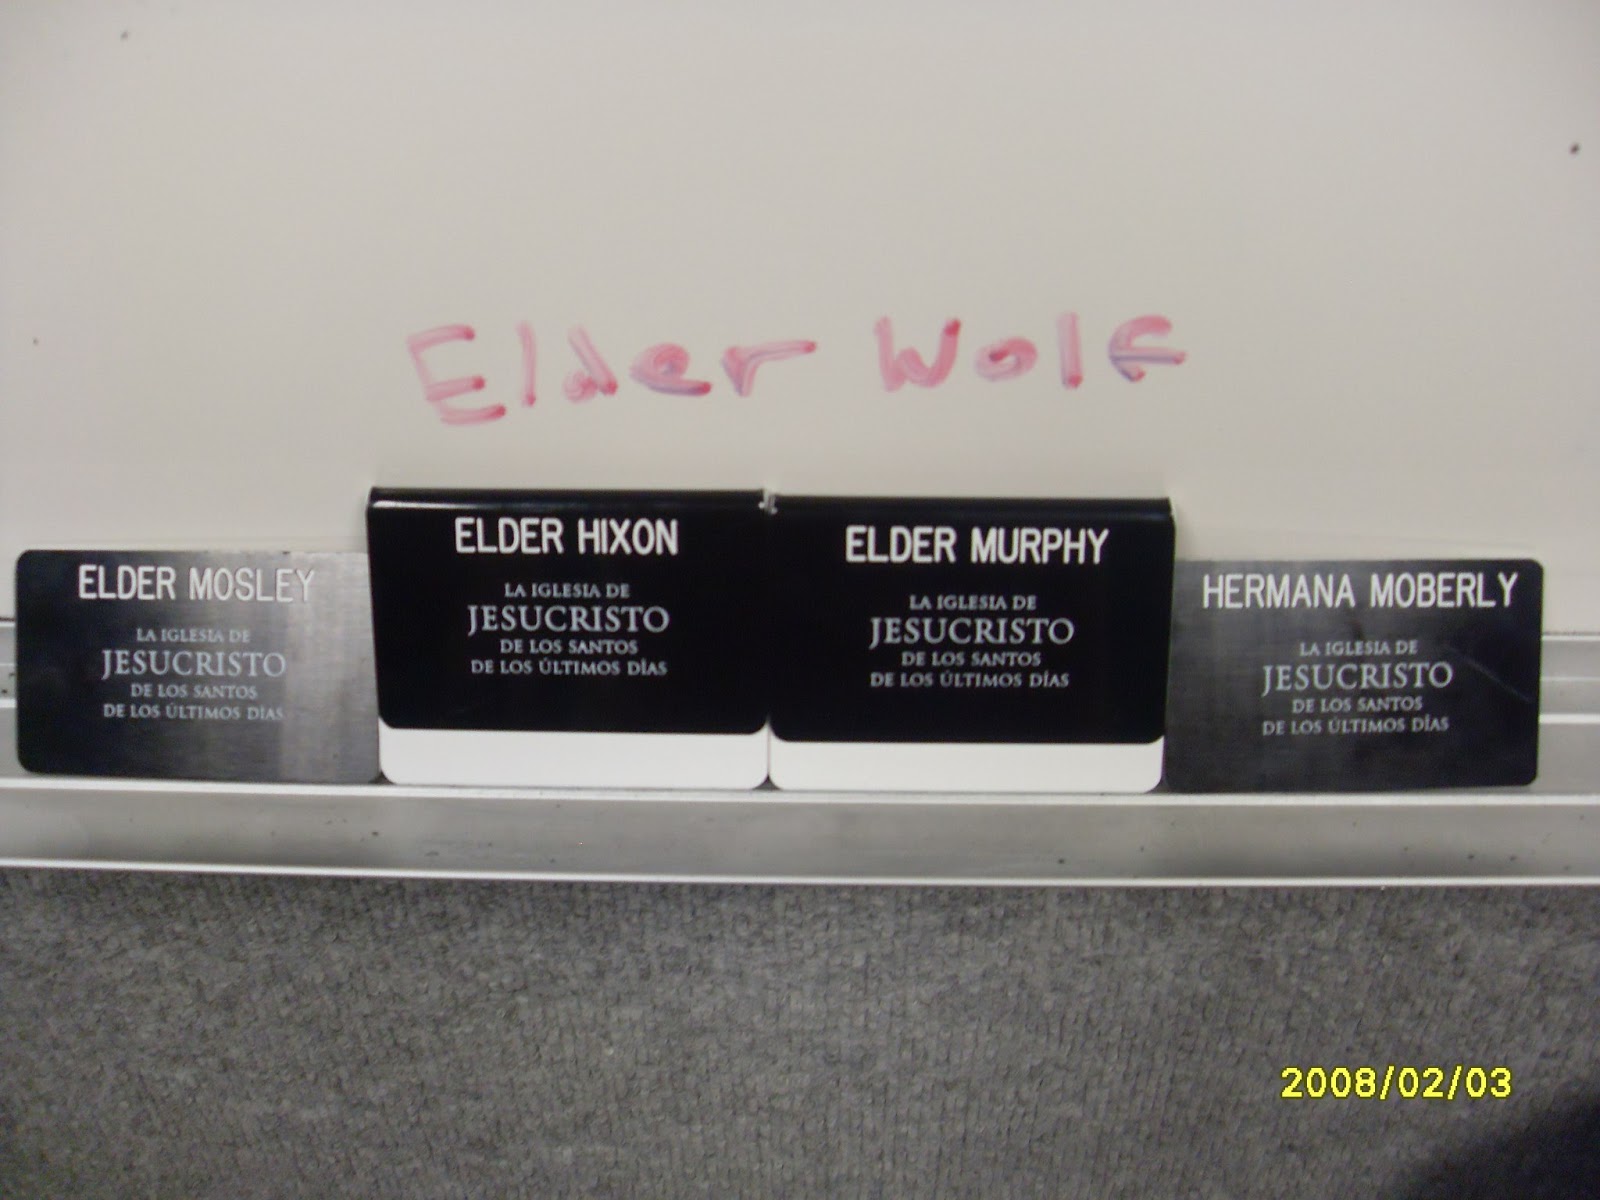 Elder Wolf
ELDER MOSLEY
LA IGLESIA DE
JESUCRISTO
DE LOS SANTOS
DE LOS ÚLTIMOS DÍAS
ELDER HIXON
LA IGLESIA DE
JESUCRISTO
DE LOS SANTOS
DE LOS ÚLTIMOS DÍAS
ELDER MURPHY
LA IGLESIA DE
JESUCRISTO
DE LOS SANTOS
DE LOS ÚLTIMOS DÍAS
HERMANA MOBERLY
LA IGLESIA DE
JESUCRISTO
DE LOS SANTOS
DE LOS ÚLTIMOS DÍAS
2008/02/03